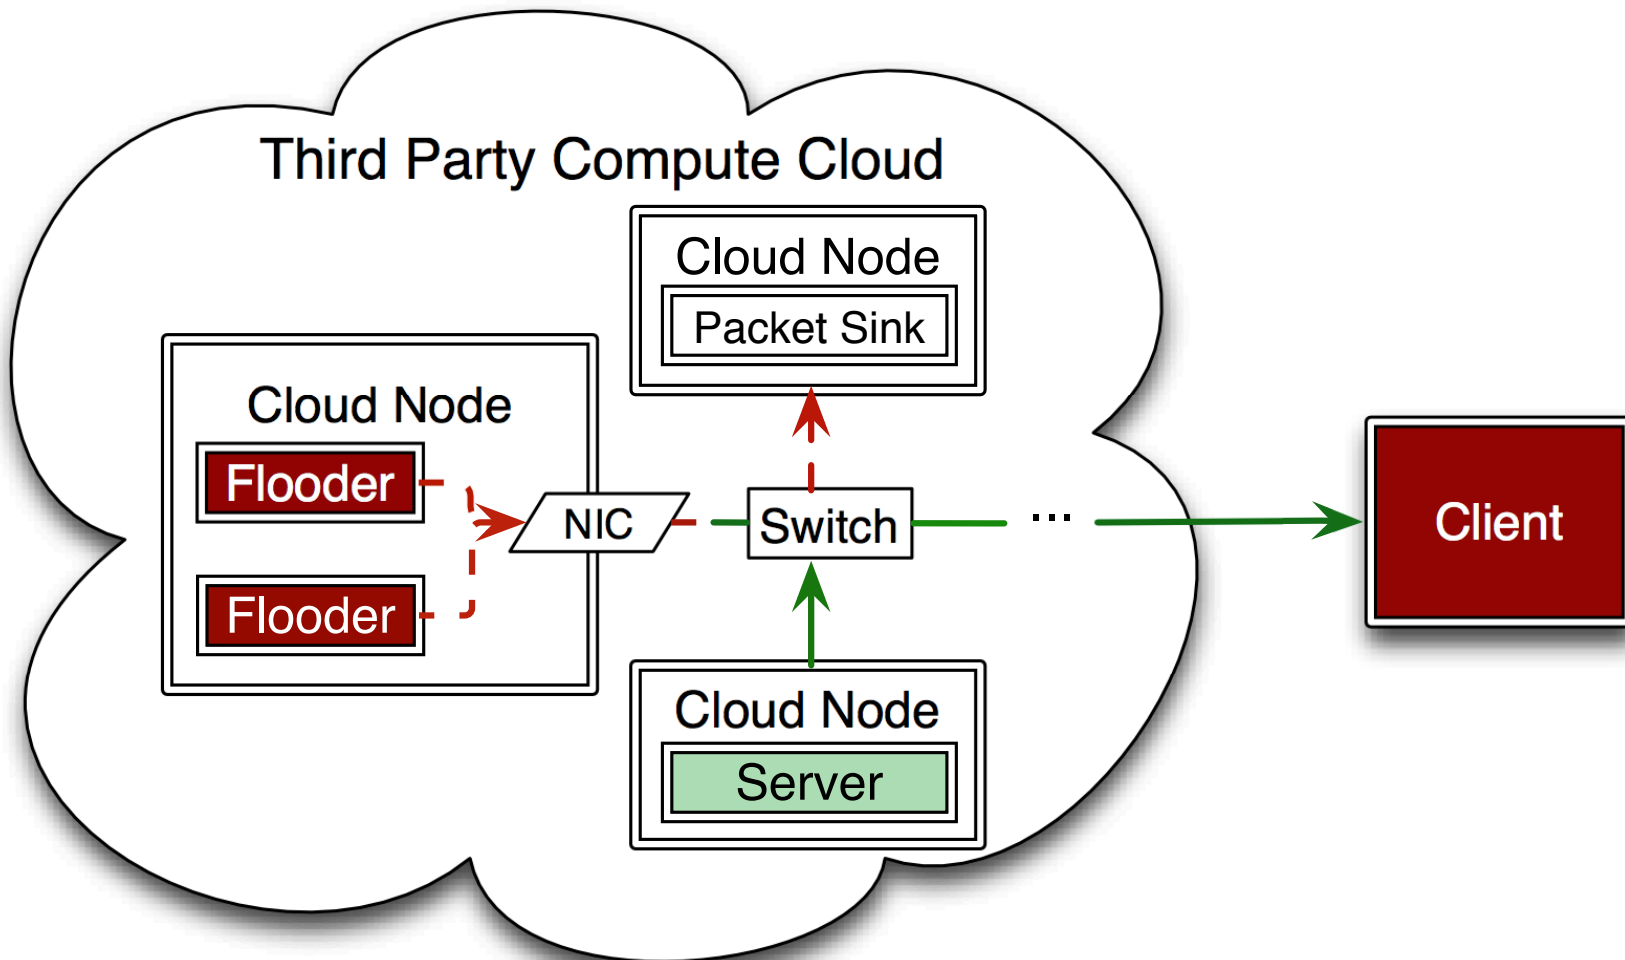 Third Party Compute Cloud
Cloud Node
Packet Sink
Cloud Node
Flooder
Flooder
NIC
Switch
...
Client
Cloud Node
Server